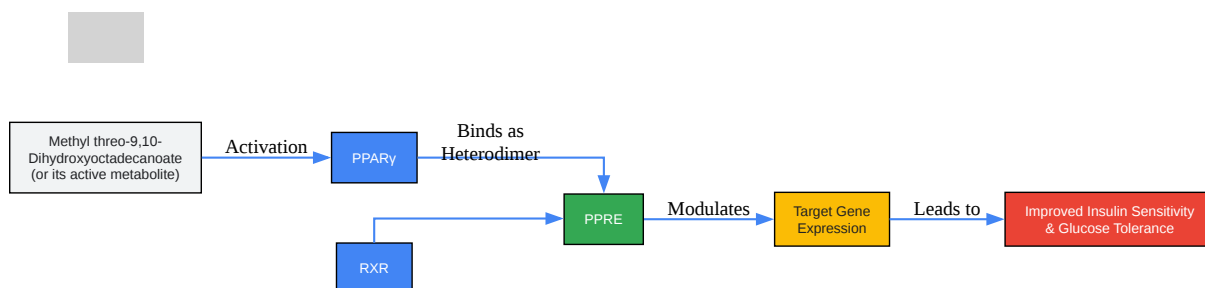 Methyl threo-9,10-
Dihydroxyoctadecanoate
(or its active metabolite)
Activation
PPARγ
Binds as
Heterodimer
RXR
PPRE
Modulates
Target Gene
Expression
Leads to
Improved Insulin Sensitivity
& Glucose Tolerance